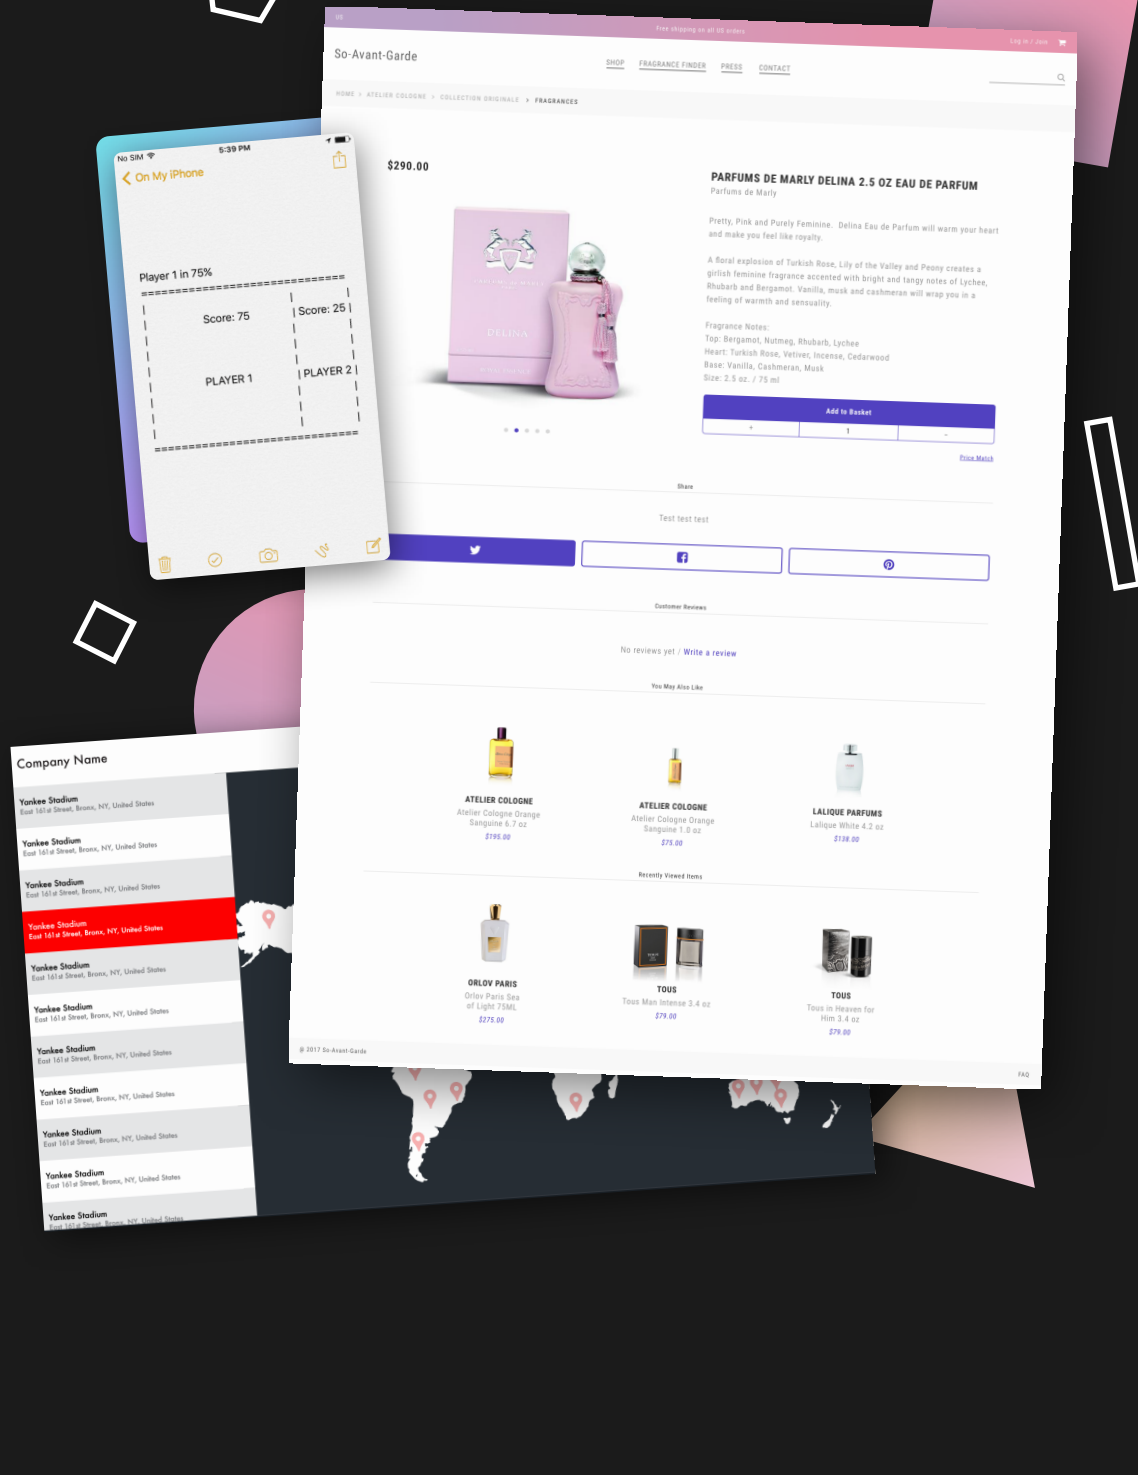 US
Free shipping on all US orders
Log in / Join
So-Avant-Garde
SHOP
FRAGRANCE FINDER
PRESS
CONTACT
HOME > ATELIER COLOGNE > COLLECTION ORIGINALE > FRAGRANCES
$290.00
DELINA
PARFUMS DE MARLY DELINA 2.5 OZ EAU DE PARFUM
Parfums de Marly
Pretty, Pink and Purely Feminine. Delina Eau de Parfum will warm your heart
and make you feel like royalty.
A floral explosion of Turkish Rose, Lily of the Valley and Peony creates a
girlish feminine fragrance accented with bright and tangy notes of Lychee,
Rhubarb and Bergamot. Vanilla, musk and cashmeran will wrap you in a
feeling of warmth and sensuality.
Fragrance Notes:
Top: Bergamot, Nutmeg, Rhubarb, Lychee
Heart: Turkish Rose, Vetiver, Incense, Cedarwood
Base: Vanilla, Cashmeran, Musk
Size: 2.5 oz. / 75 ml
Add to Basket
+ 1 -
Price Match
Share
Test test test
Customer Reviews
No reviews yet / Write a review
You May Also Like
ATELIER COLOGNE
Atelier Cologne Orange
Sanguine 6.7 oz
$195.00
ATELIER COLOGNE
Atelier Cologne Orange
Sanguine 1.0 oz
$75.00
LALIQUE PARFUMS
Lalique White 4.2 oz
$138.00
Recently Viewed Items
ORLOV PARIS
Orlov Paris Sea
of Light 75ML
$275.00
TOUS
Tous Man Intense 3.4 oz
$79.00
TOUS
Tous in Heaven for
Him 3.4 oz
$79.00
@ 2017 So-Avant-Garde
FAQ
No SIM
5:39 PM
On My iPhone
Player 1 in 75%
Score: 75
Score: 25
PLAYER 1
PLAYER 2
Company Name
Yankee Stadium
East 161st Street, Bronx, NY, United States
Yankee Stadium
East 161st Street, Bronx, NY, United States
Yankee Stadium
East 161st Street, Bronx, NY, United States
Yankee Stadium
East 161st Street, Bronx, NY, United States
Yankee Stadium
East 161st Street, Bronx, NY, United States
Yankee Stadium
East 161st Street, Bronx, NY, United States
Yankee Stadium
East 161st Street, Bronx, NY, United States
Yankee Stadium
East 161st Street, Bronx, NY, United States
Yankee Stadium
East 161st Street, Bronx, NY, United States
Yankee Stadium
East 161st Street, Bronx, NY, United States
Yankee Stadium
East 161st Street, Bronx, NY, United States